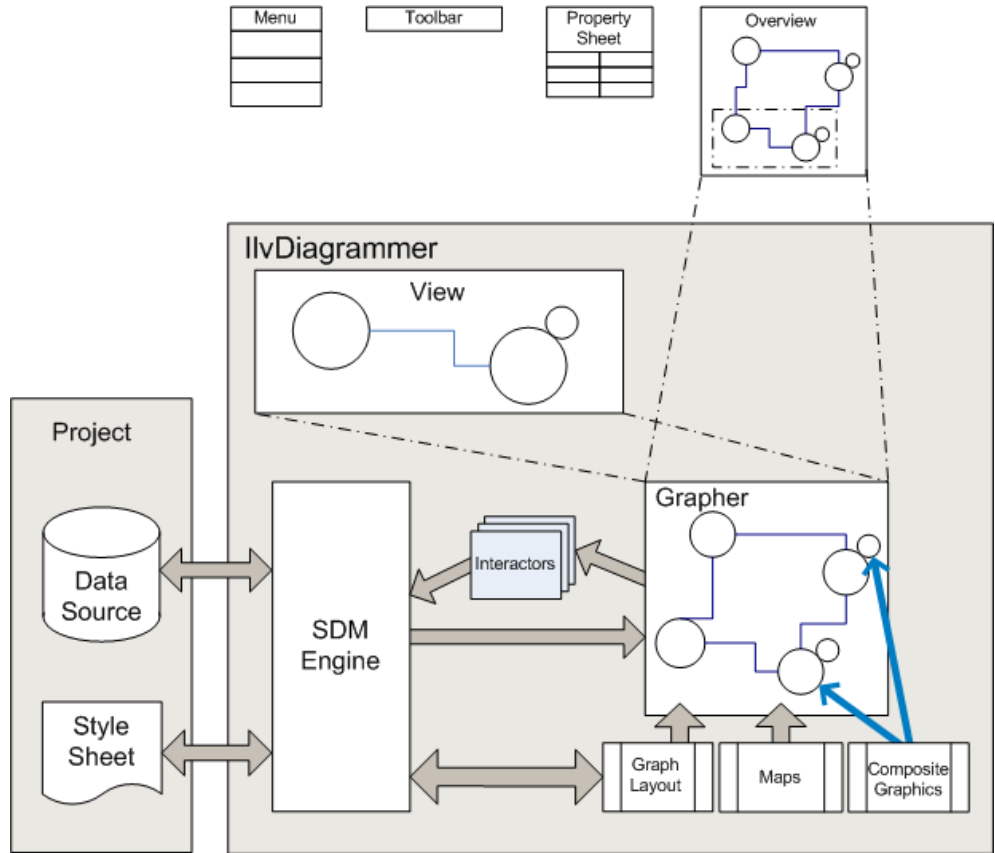 Menu
Toolbar
Property
Sheet
Overview
IlvDiagrammer
View
Project
Grapher
Data
Source
Interactors
SDM
Engine
Style
Sheet
Graph
Layout
Maps
Composite
Graphics